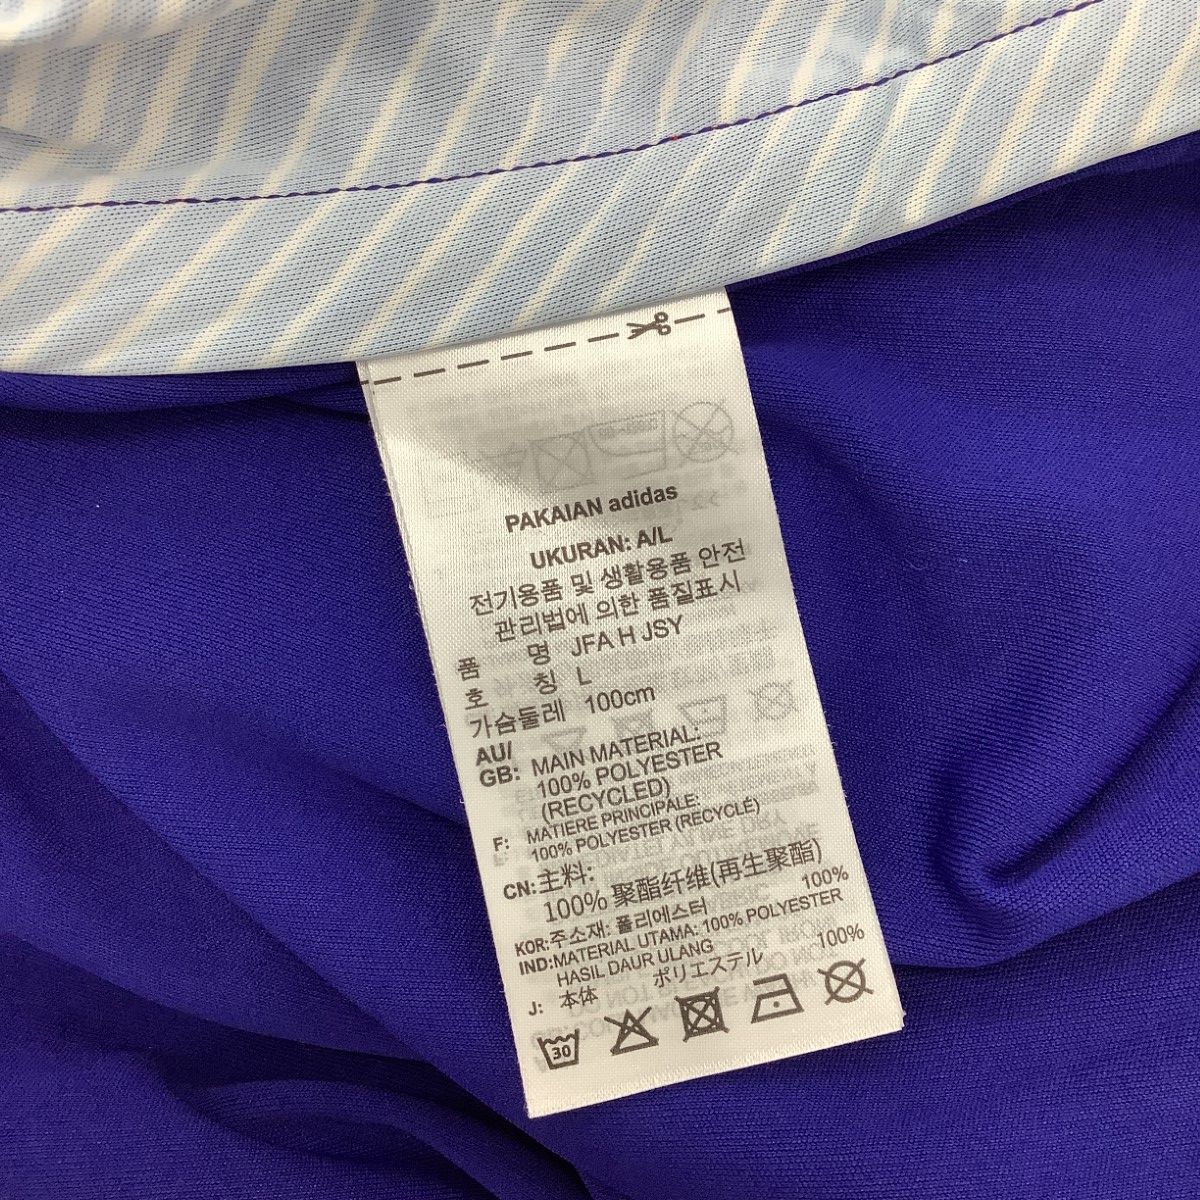 PAKAIAN adidas
UKURAN: A/L
전기용품 및 생활용품 안전
관리법에 의한 품질표시
품 명 JFA H JSY
호 칭 L
가슴둘레 100cm
AU/
GB: MAIN MATERIAL:
100% POLYESTER
(RECYCLED)
F: MATIERE PRINCIPALE:
100% POLYESTER (RECYCLÉ)
CN: 主料:
100% 聚酯纤维(再生聚酯)
KOR: 주소재: 폴리에스터 100%
IND: MATERIAL UTAMA: 100% POLYESTER
HASIL DAUR ULANG
J: 本体 ポリエステル 100%
30